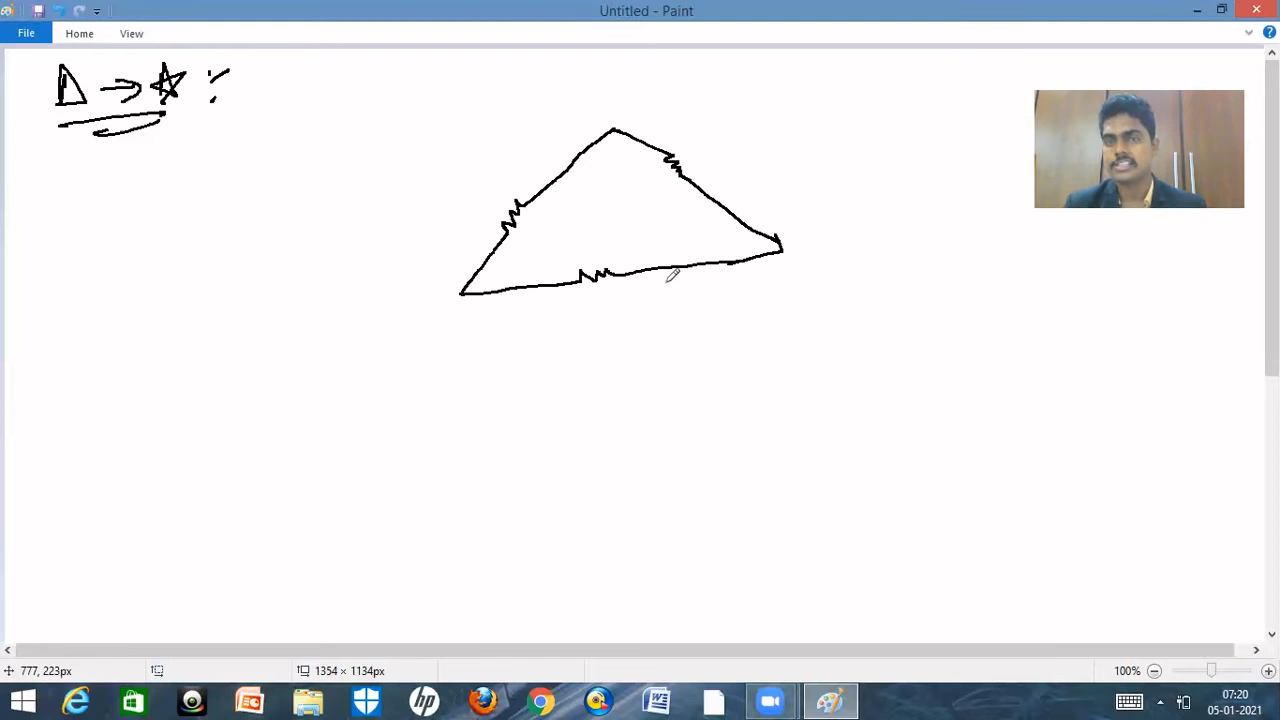 Untitled - Paint
File Home View
Δ → ☆ :
777, 223px 1354 × 1134px 100%
07:20
05-01-2021